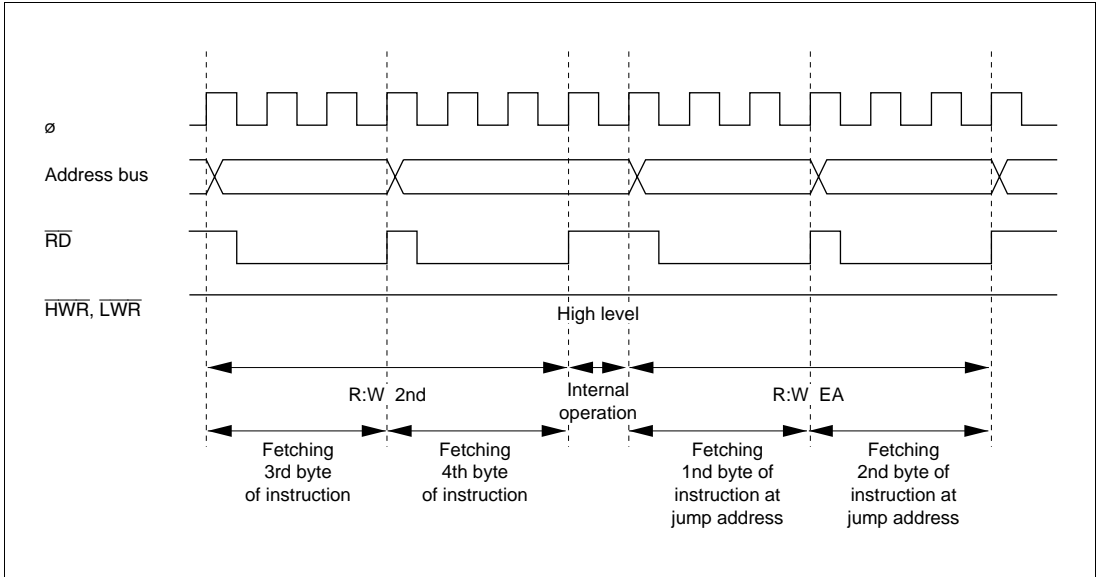 ø
Address bus
RD
HWR, LWR
High level
R:W 2nd
Internal
operation
R:W EA
Fetching
3rd byte
of instruction
Fetching
4th byte
of instruction
Fetching
1nd byte of
instruction at
jump address
Fetching
2nd byte of
instruction at
jump address